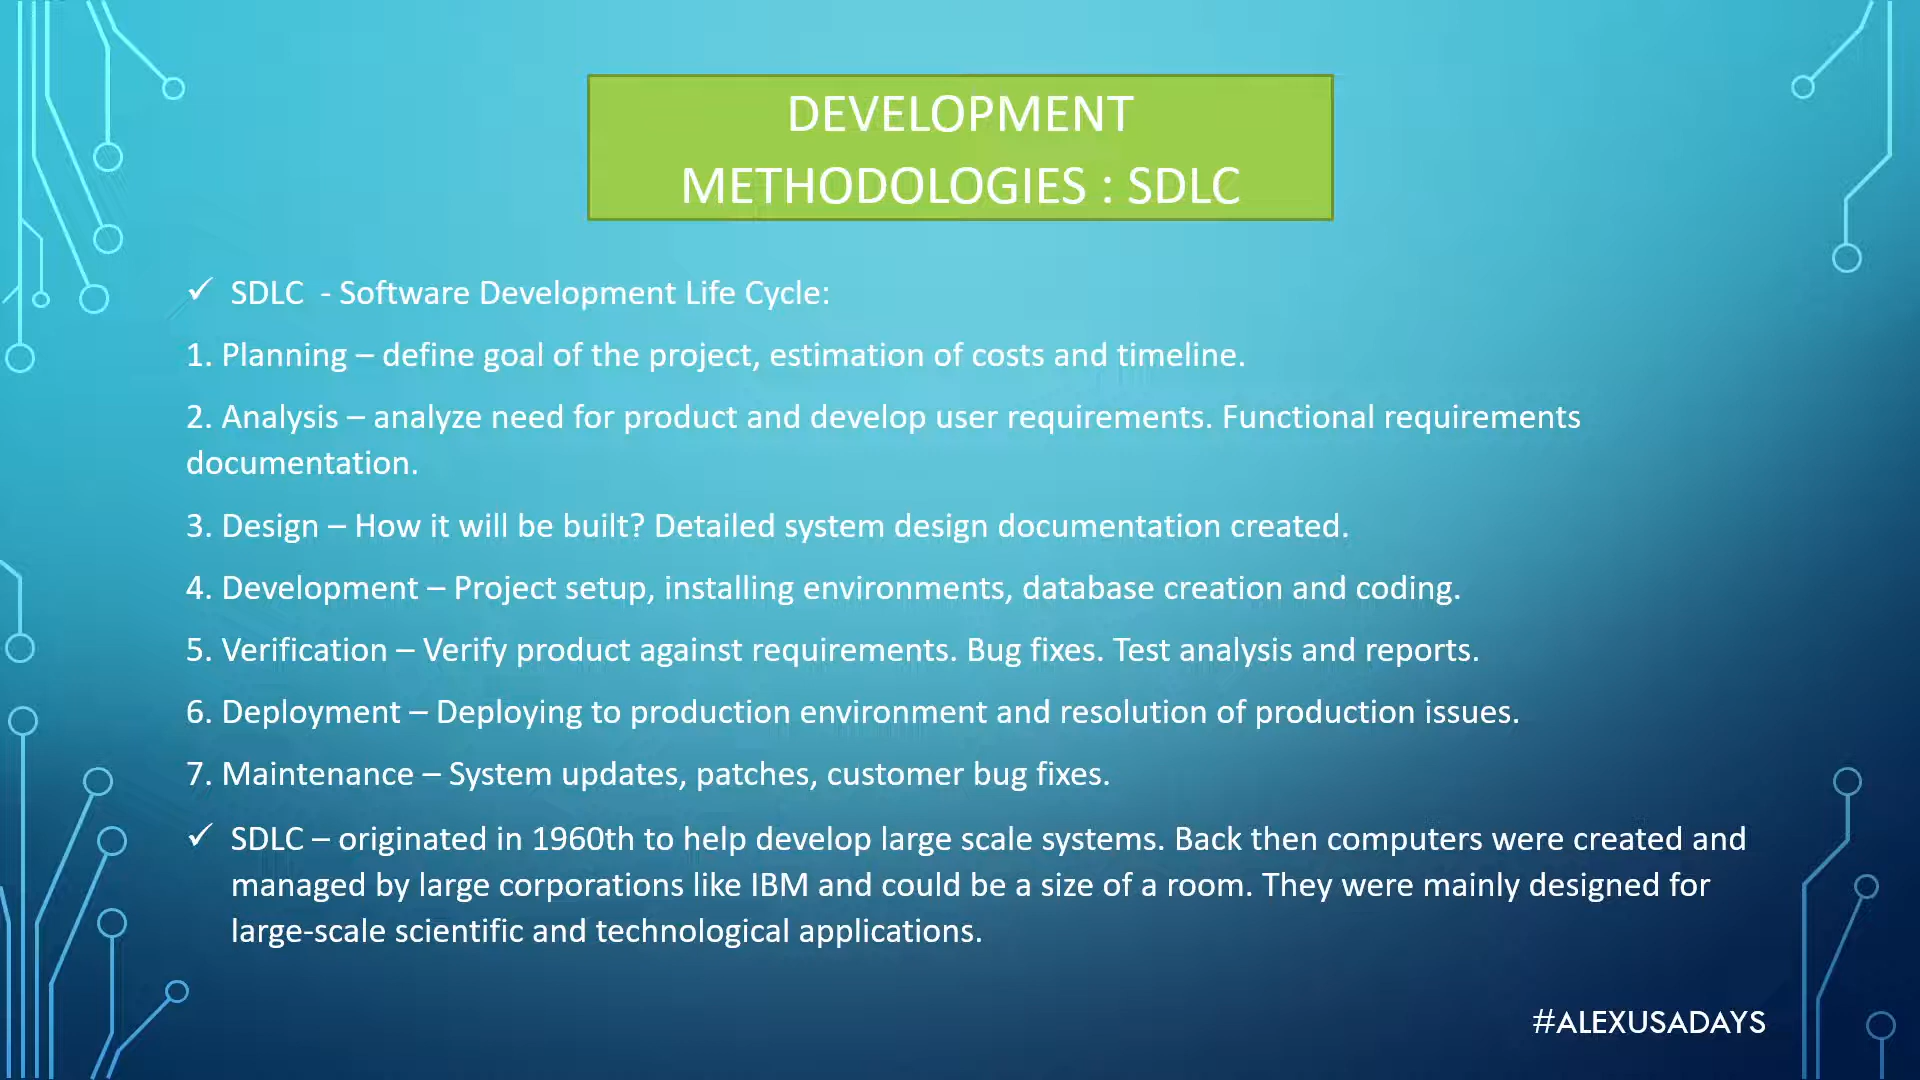 DEVELOPMENT
METHODOLOGIES : SDLC
✓ SDLC - Software Development Life Cycle:
1. Planning – define goal of the project, estimation of costs and timeline.
2. Analysis – analyze need for product and develop user requirements. Functional requirements
documentation.
3. Design – How it will be built? Detailed system design documentation created.
4. Development – Project setup, installing environments, database creation and coding.
5. Verification – Verify product against requirements. Bug fixes. Test analysis and reports.
6. Deployment – Deploying to production environment and resolution of production issues.
7. Maintenance – System updates, patches, customer bug fixes.
✓ SDLC – originated in 1960th to help develop large scale systems. Back then computers were created and
managed by large corporations like IBM and could be a size of a room. They were mainly designed for
large-scale scientific and technological applications.
#ALEXUSADAYS